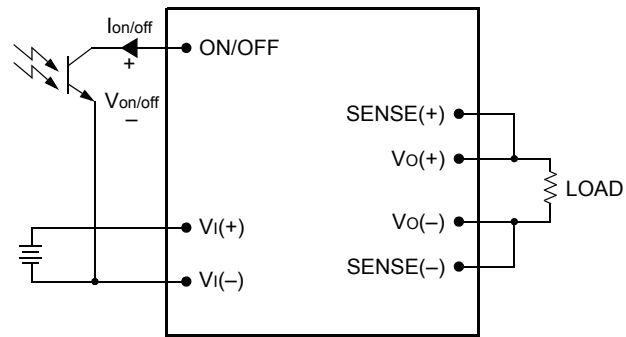 Ion/off
ON/OFF
+
Von/off
–
SENSE(+)
VO(+)
LOAD
VO(–)
SENSE(–)
VI(+)
VI(–)